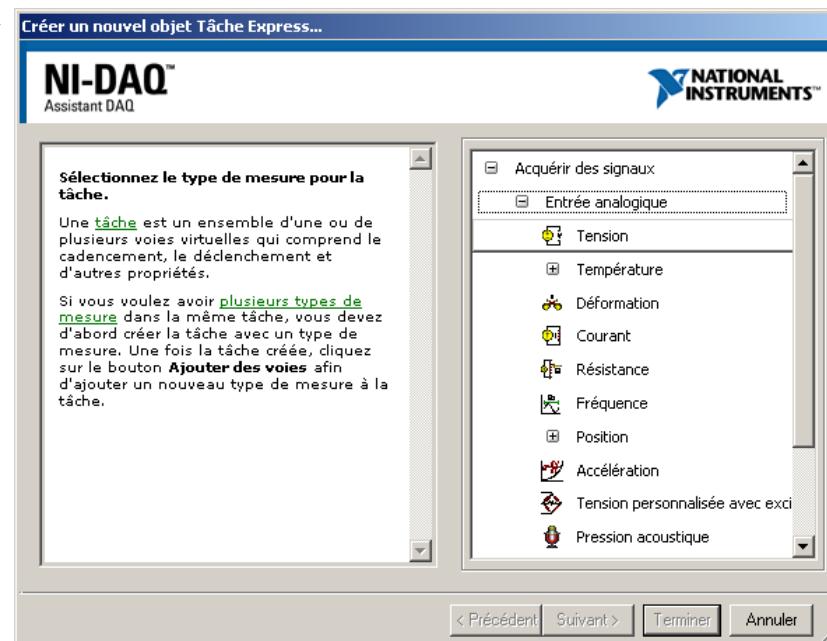 Créer un nouvel objet Tâche Express...
NI-DAQ™
Assistant DAQ
NATIONAL
INSTRUMENTS™
Sélectionnez le type de mesure pour la
tâche.
Une tâche est un ensemble d'une ou de
plusieurs voies virtuelles qui comprend le
cadencement, le déclenchement et
d'autres propriétés.
Si vous voulez avoir plusieurs types de
mesure dans la même tâche, vous devez
d'abord créer la tâche avec un type de
mesure. Une fois la tâche créée, cliquez
sur le bouton Ajouter des voies afin
d'ajouter un nouveau type de mesure à la
tâche.
Acquérir des signaux
Entrée analogique
Tension
Température
Déformation
Courant
Résistance
Fréquence
Position
Accélération
Tension personnalisée avec exci
Pression acoustique
< Précédent
Suivant >
Terminer
Annuler